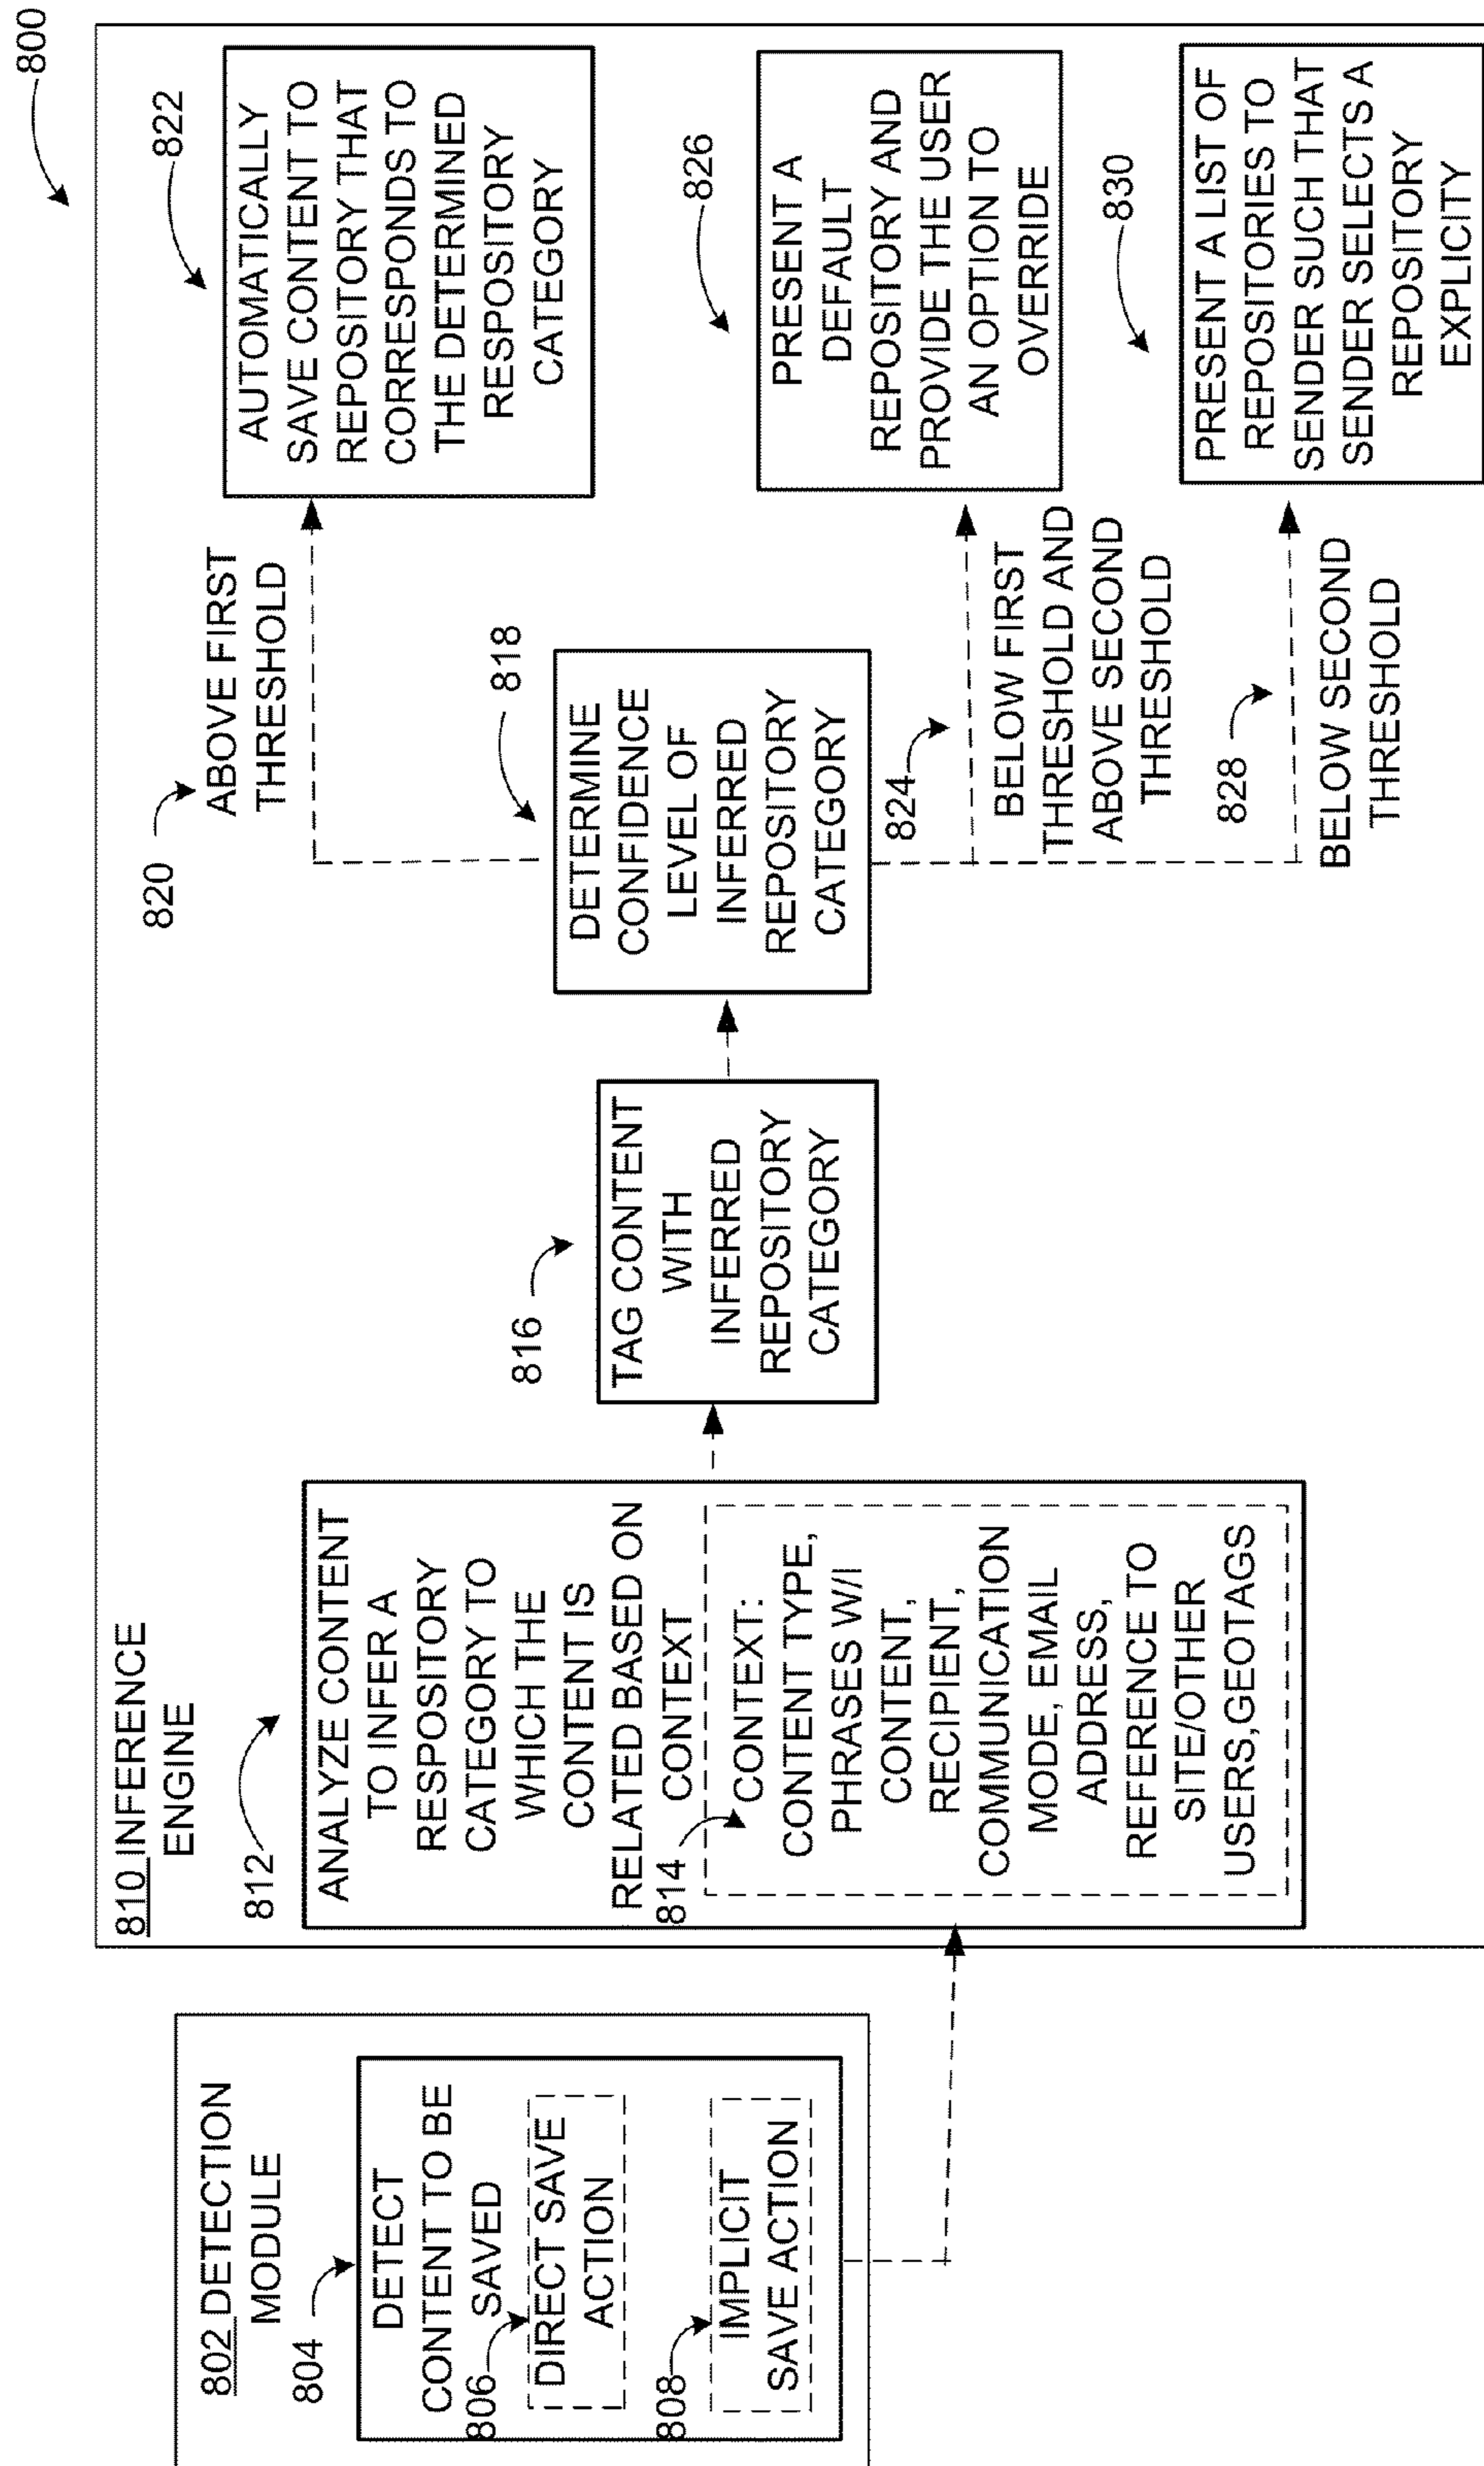 800
802 DETECTION
MODULE
804
DETECT
CONTENT TO BE
SAVED
806
DIRECT SAVE
ACTION
808
IMPLICIT
SAVE ACTION
810 INFERENCE
ENGINE
812
ANALYZE CONTENT
TO INFER A
RESPOSITORY
CATEGORY TO
WHICH THE
CONTENT IS
RELATED BASED ON
CONTEXT
814
CONTEXT:
CONTENT TYPE,
PHRASES W/I
CONTENT,
RECIPIENT,
COMMUNICATION
MODE, EMAIL
ADDRESS,
REFERENCE TO
SITE/OTHER
USERS,GEOTAGS
816
TAG CONTENT
WITH
INFERRED
REPOSITORY
CATEGORY
818
DETERMINE
CONFIDENCE
LEVEL OF
INFERRED
REPOSITORY
CATEGORY
820
ABOVE FIRST
THRESHOLD
822
AUTOMATICALLY
SAVE CONTENT TO
REPOSITORY THAT
CORRESPONDS TO
THE DETERMINED
RESPOSITORY
CATEGORY
824
BELOW FIRST
THRESHOLD AND
ABOVE SECOND
THRESHOLD
826
PRESENT A
DEFAULT
REPOSITORY AND
PROVIDE THE USER
AN OPTION TO
OVERRIDE
828
BELOW SECOND
THRESHOLD
830
PRESENT A LIST OF
REPOSITORIES TO
SENDER SUCH THAT
SENDER SELECTS A
REPOSITORY
EXPLICITY